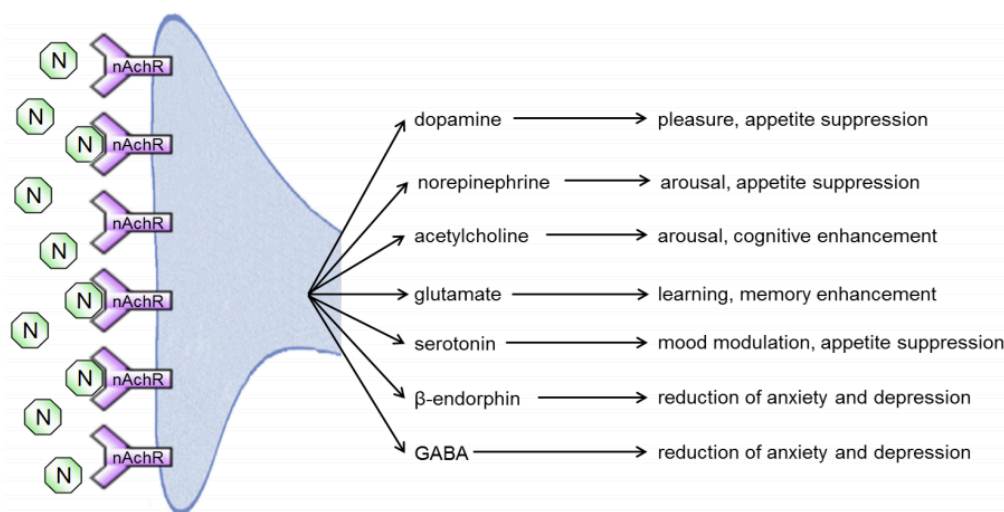 N nAchR
N
N nAchR
dopamine pleasure, appetite suppression
norepinephrine arousal, appetite suppression
N
nAchR
acetylcholine arousal, cognitive enhancement
N
N nAchR
glutamate learning, memory enhancement
N
serotonin mood modulation, appetite suppression
N nAchR
β-endorphin reduction of anxiety and depression
N
GABA reduction of anxiety and depression
N nAchR